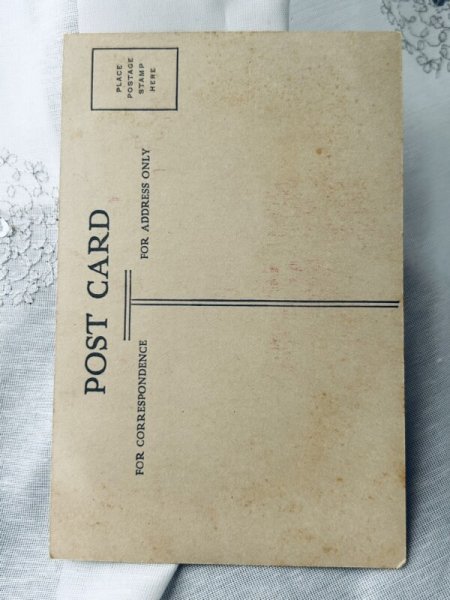 POST CARD
PLACE
POSTAGE
STAMP
HERE
FOR CORRESPONDENCE
FOR ADDRESS ONLY